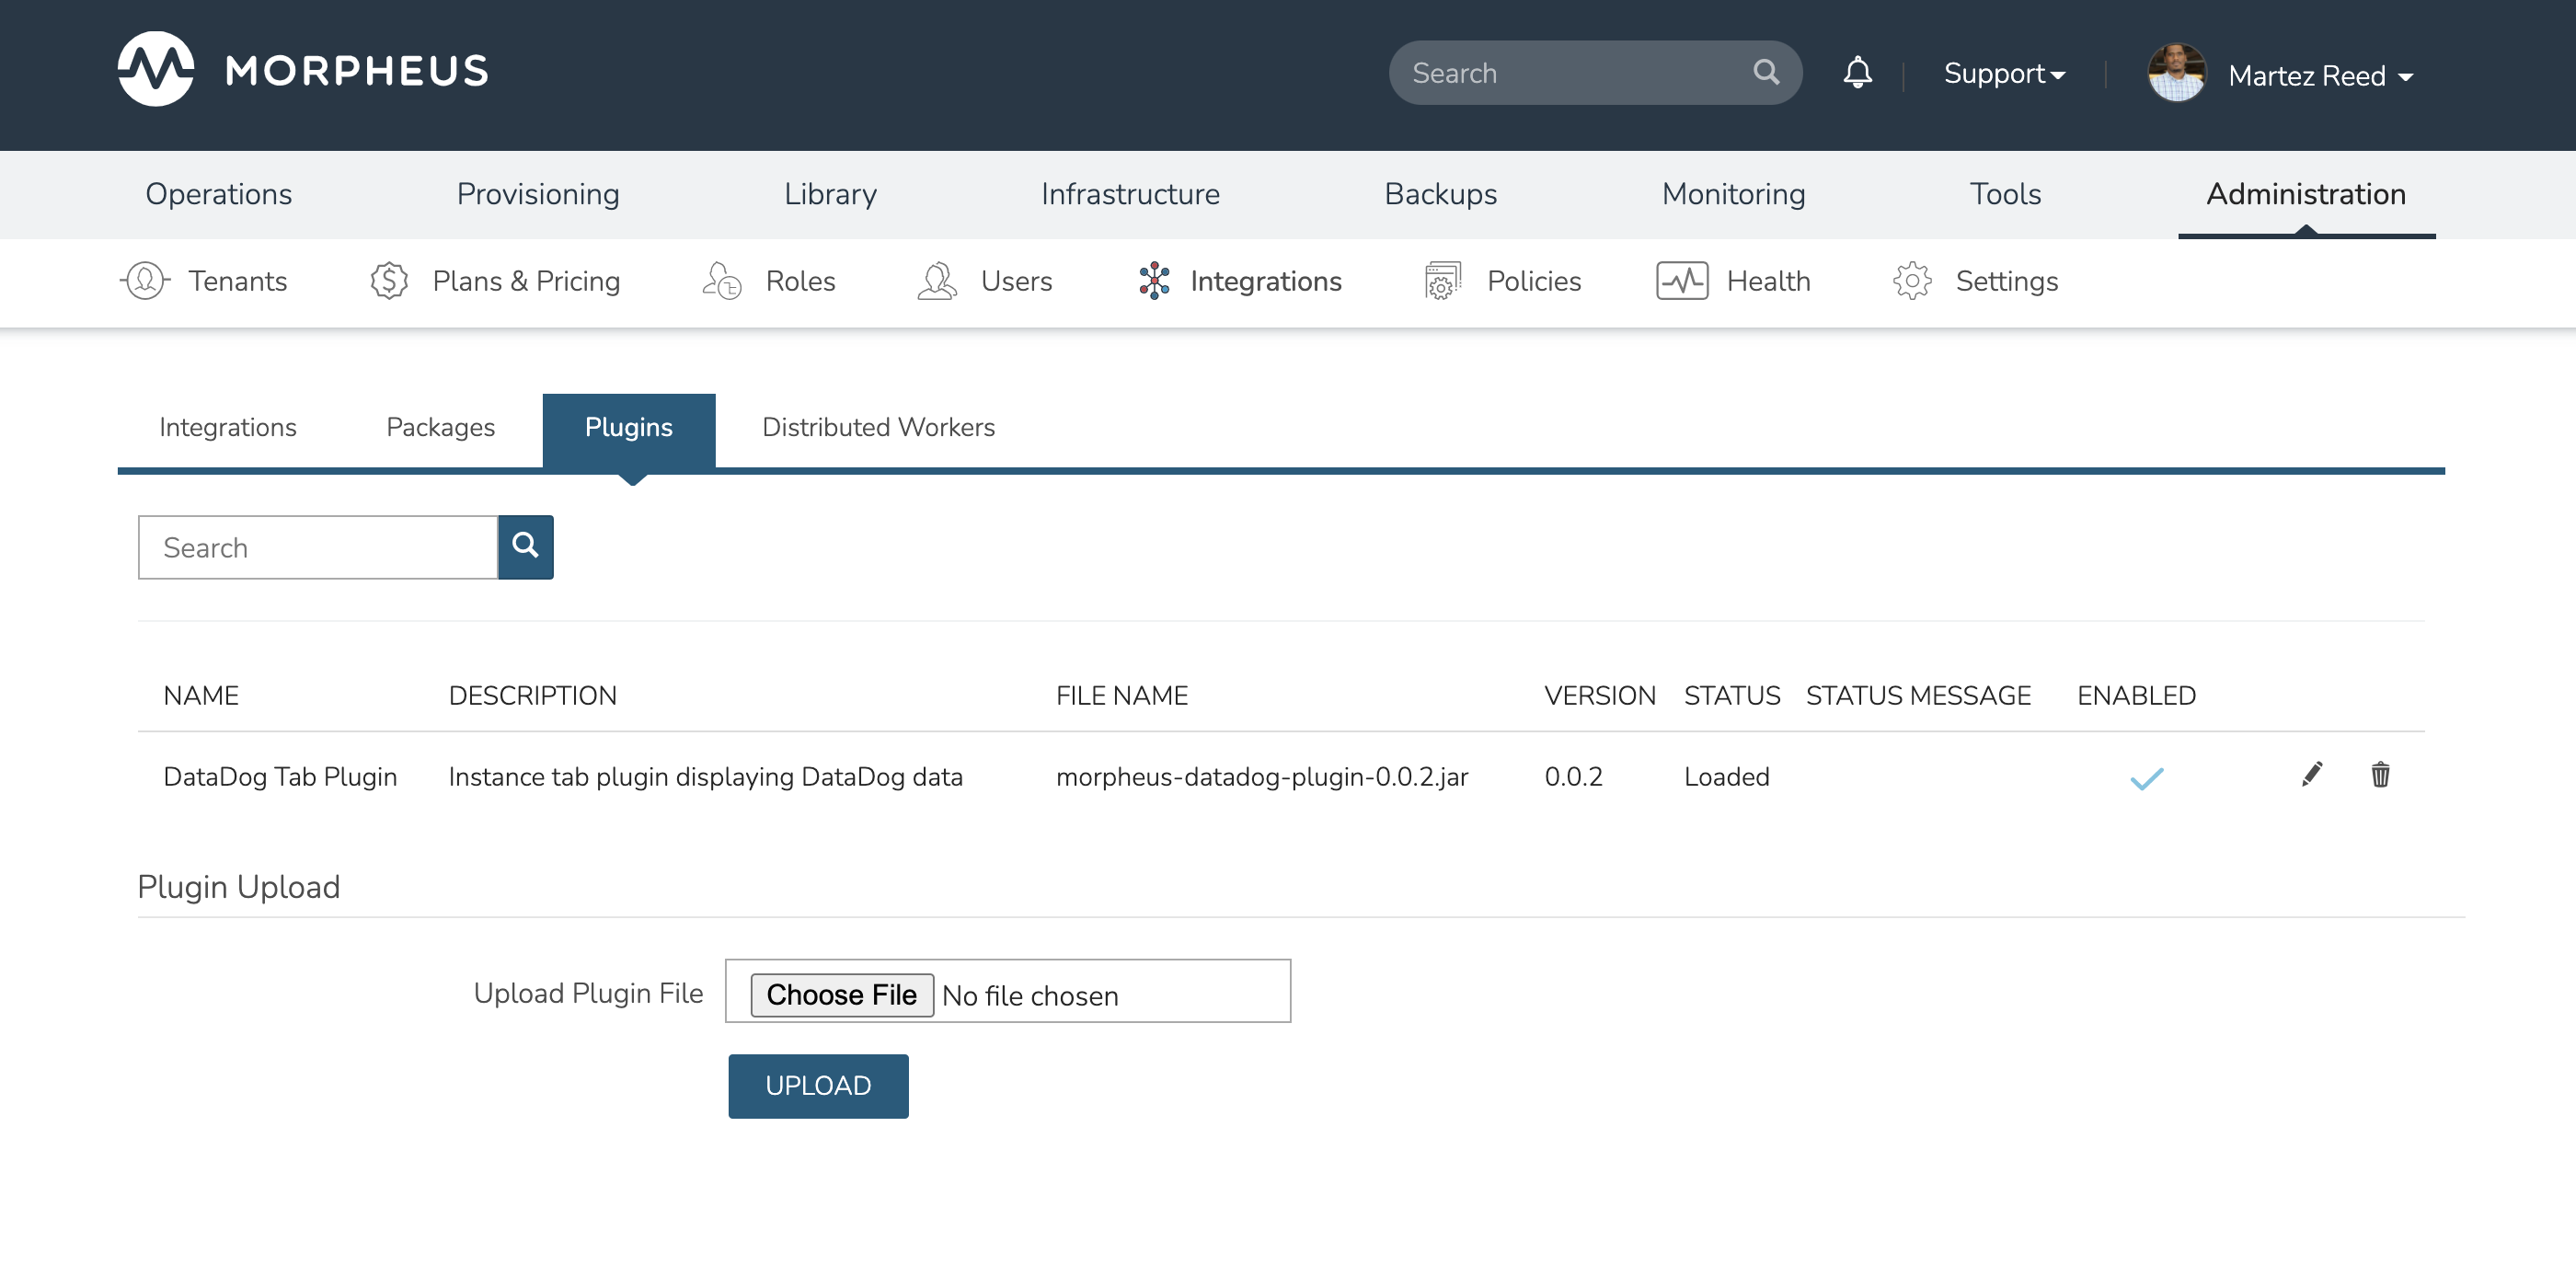 MORPHEUS
Search
Support
Martez Reed
Operations Provisioning Library Infrastructure Backups Monitoring Tools Administration
Tenants Plans & Pricing Roles Users Integrations Policies Health Settings
Integrations Packages Plugins Distributed Workers
Search
NAME DESCRIPTION FILE NAME VERSION STATUS STATUS MESSAGE ENABLED
DataDog Tab Plugin Instance tab plugin displaying DataDog data morpheus-datadog-plugin-0.0.2.jar 0.0.2 Loaded
Plugin Upload
Upload Plugin File Choose File No file chosen
UPLOAD